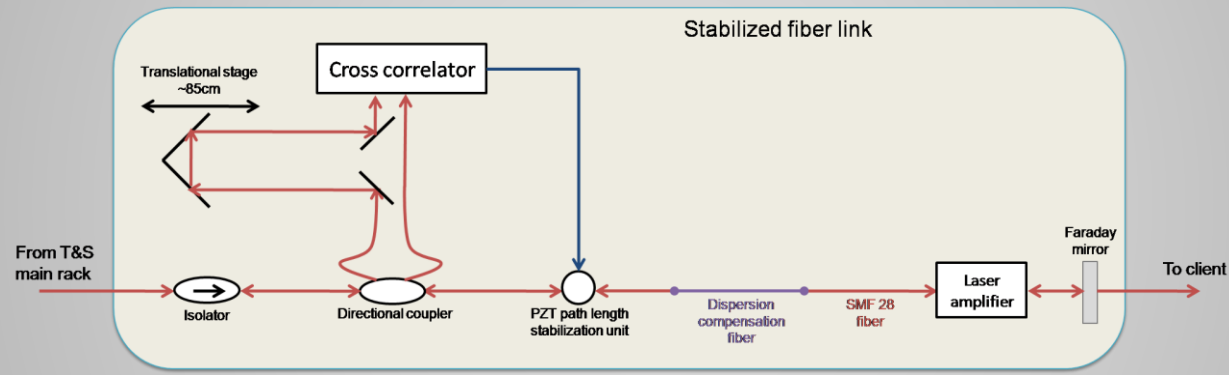 Stabilized fiber link
Translational stage
~85cm
Cross correlator
From T&S
main rack
Isolator
Directional coupler
PZT path length
stabilization unit
Dispersion
compensation
fiber
SMF 28
fiber
Laser
amplifier
Faraday
mirror
To client